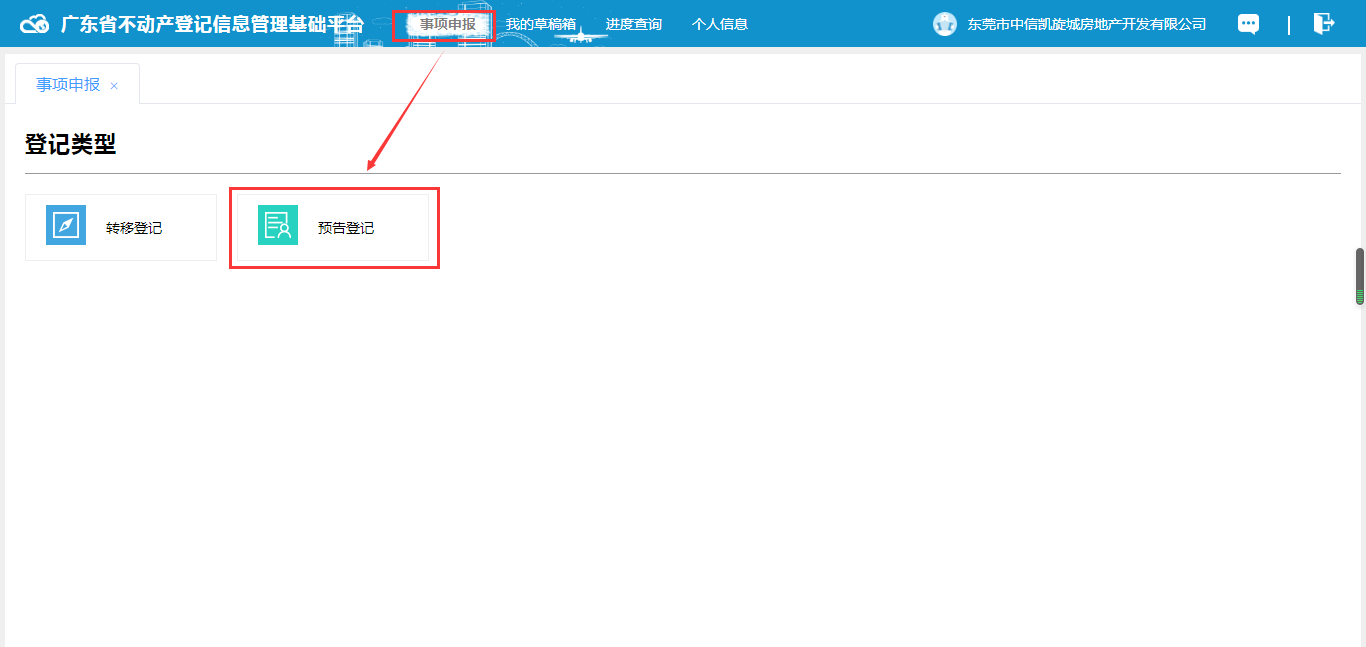 广东省不动产登记信息管理基础平台 事项申报 我的草稿箱 进度查询 个人信息 东莞市中信凯旋城房地产开发有限公司
事项申报 ×
登记类型
转移登记 预告登记